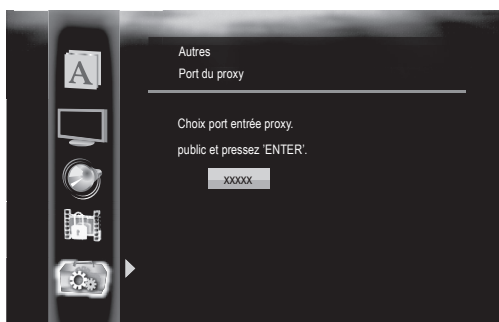 A
Autres
Port du proxy
Choix port entrée proxy.
public et pressez 'ENTER'.
xxxxx